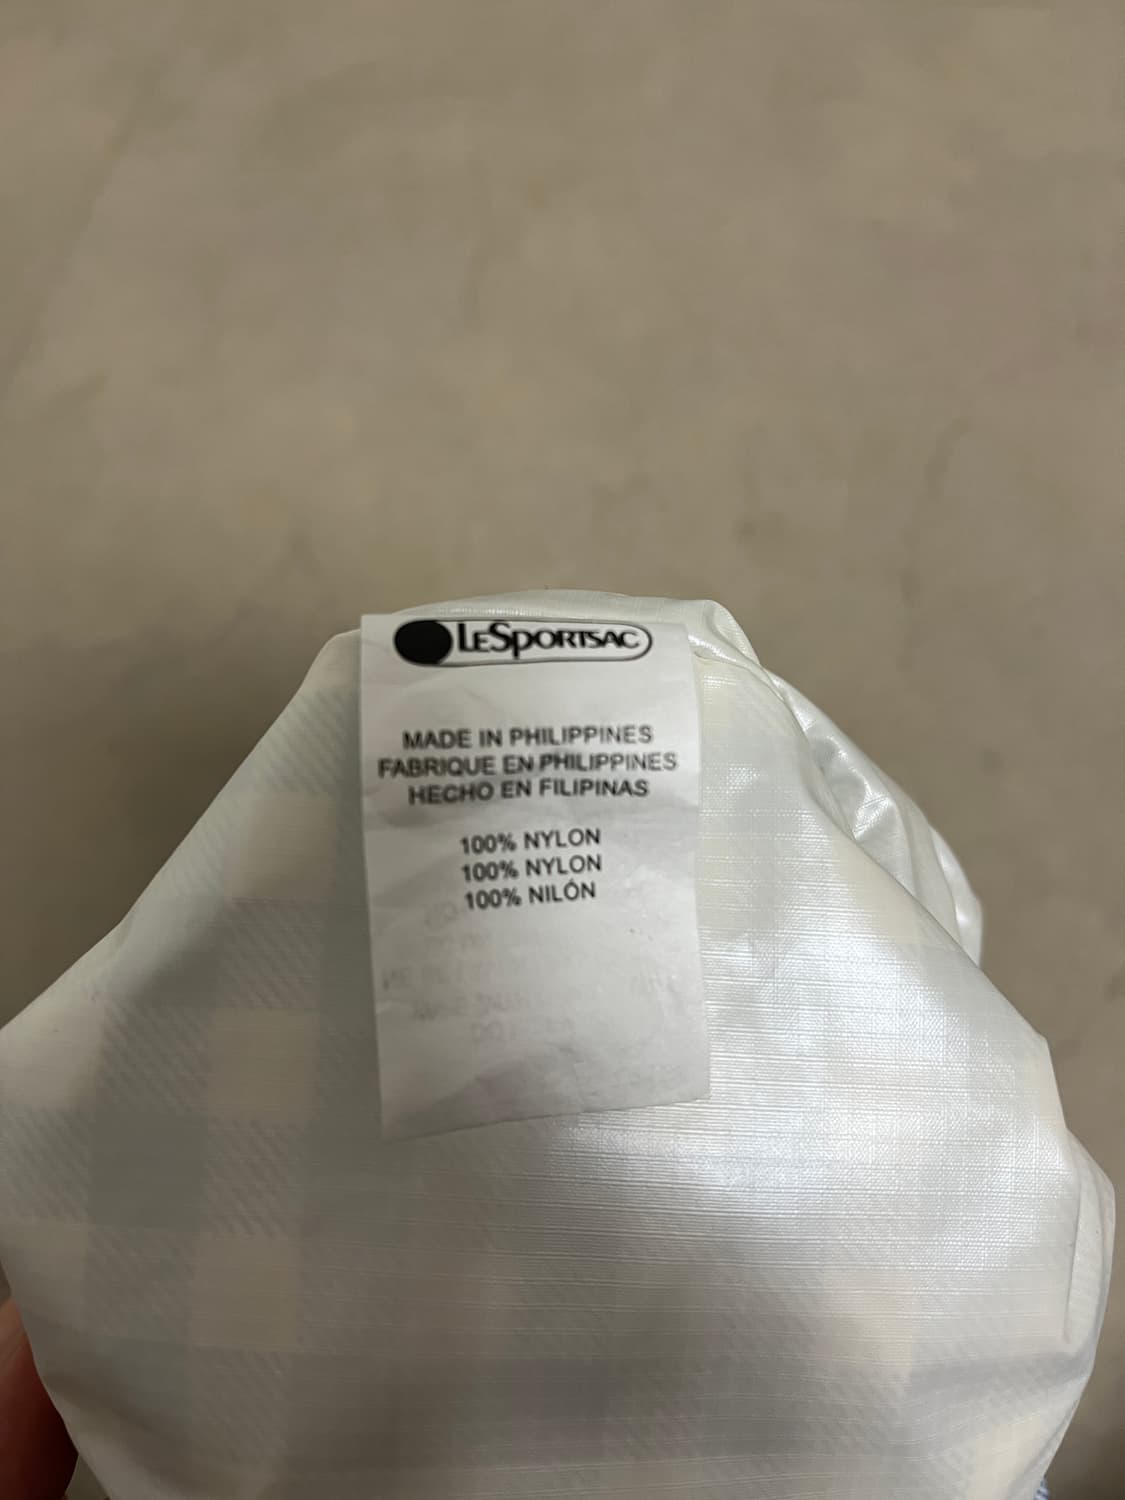 LESPORTSAC
MADE IN PHILIPPINES
FABRIQUE EN PHILIPPINES
HECHO EN FILIPINAS
100% NYLON
100% NYLON
100% NILÓN